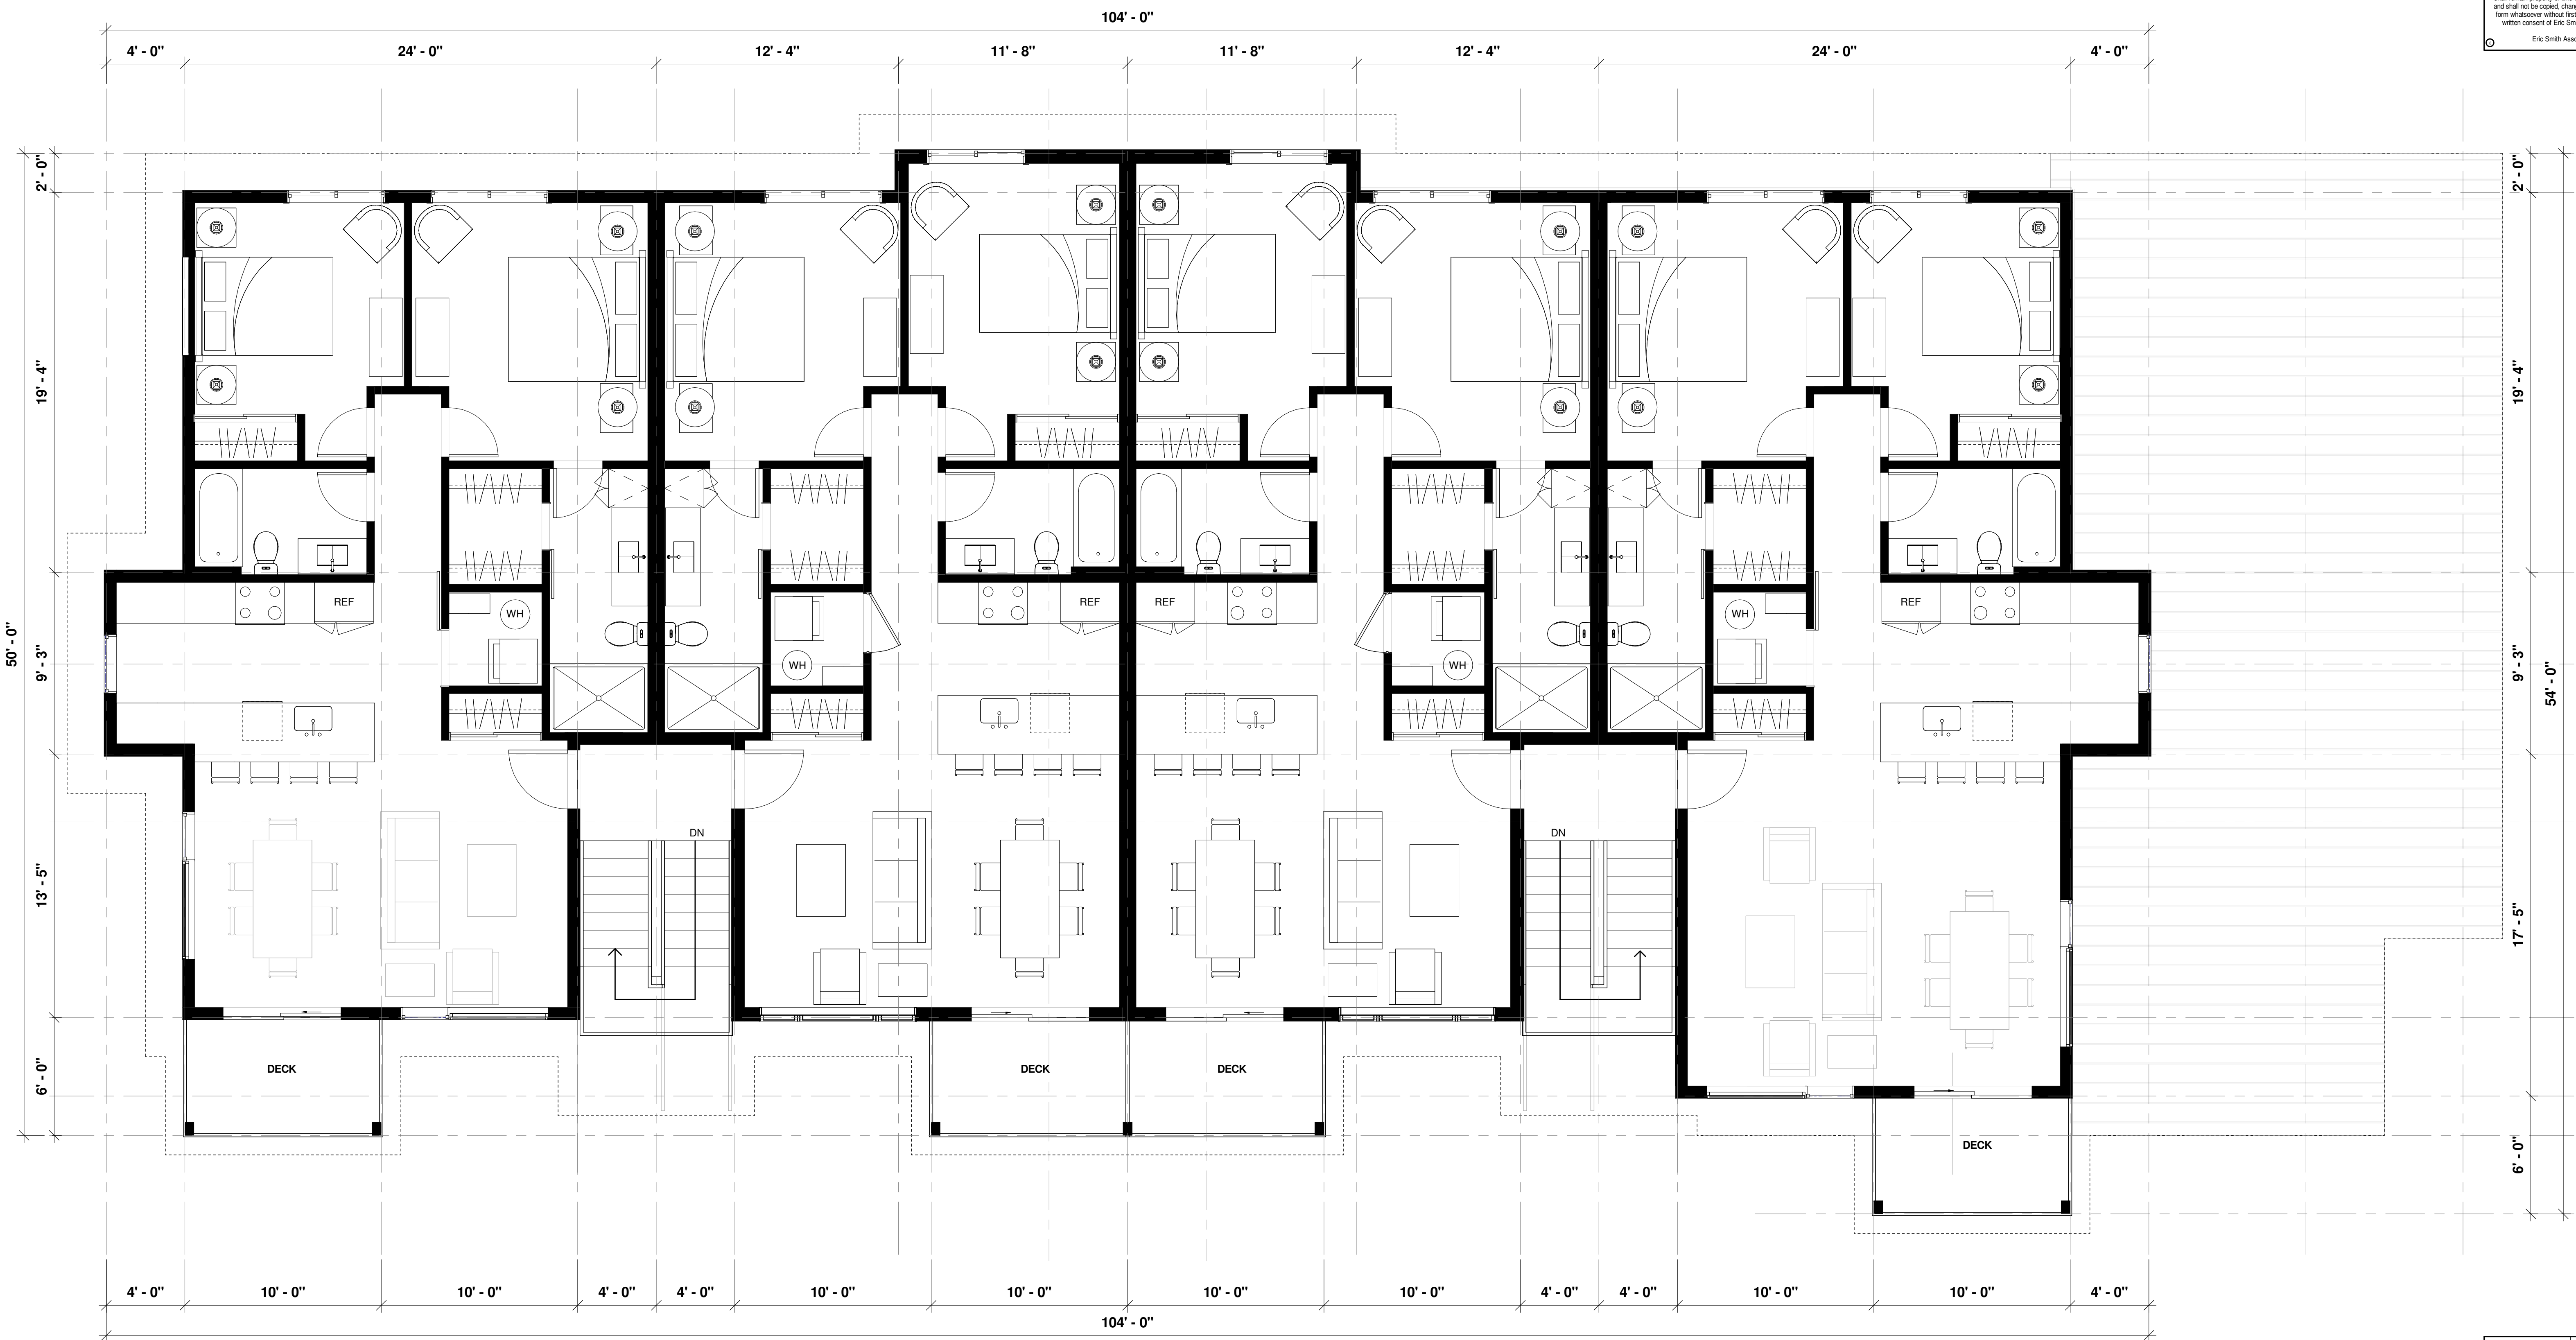 and shall not be copied, chang
form whatsoever without first
written consent of Eric Sm
Eric Smith Asso
104' - 0"
4' - 0" 24' - 0" 12' - 4" 11' - 8" 11' - 8" 12' - 4" 24' - 0" 4' - 0"
2' - 0"
19' - 4"
9' - 3"
13' - 5"
6' - 0"
50' - 0"
2' - 0"
19' - 4"
9' - 3"
17' - 5"
6' - 0"
54' - 0"
REF REF REF REF
WH WH WH WH
DN DN
DECK DECK DECK
DECK
4' - 0" 10' - 0" 10' - 0" 4' - 0" 4' - 0" 10' - 0" 10' - 0" 10' - 0" 10' - 0" 4' - 0" 4' - 0" 10' - 0" 10' - 0" 4' - 0"
104' - 0"